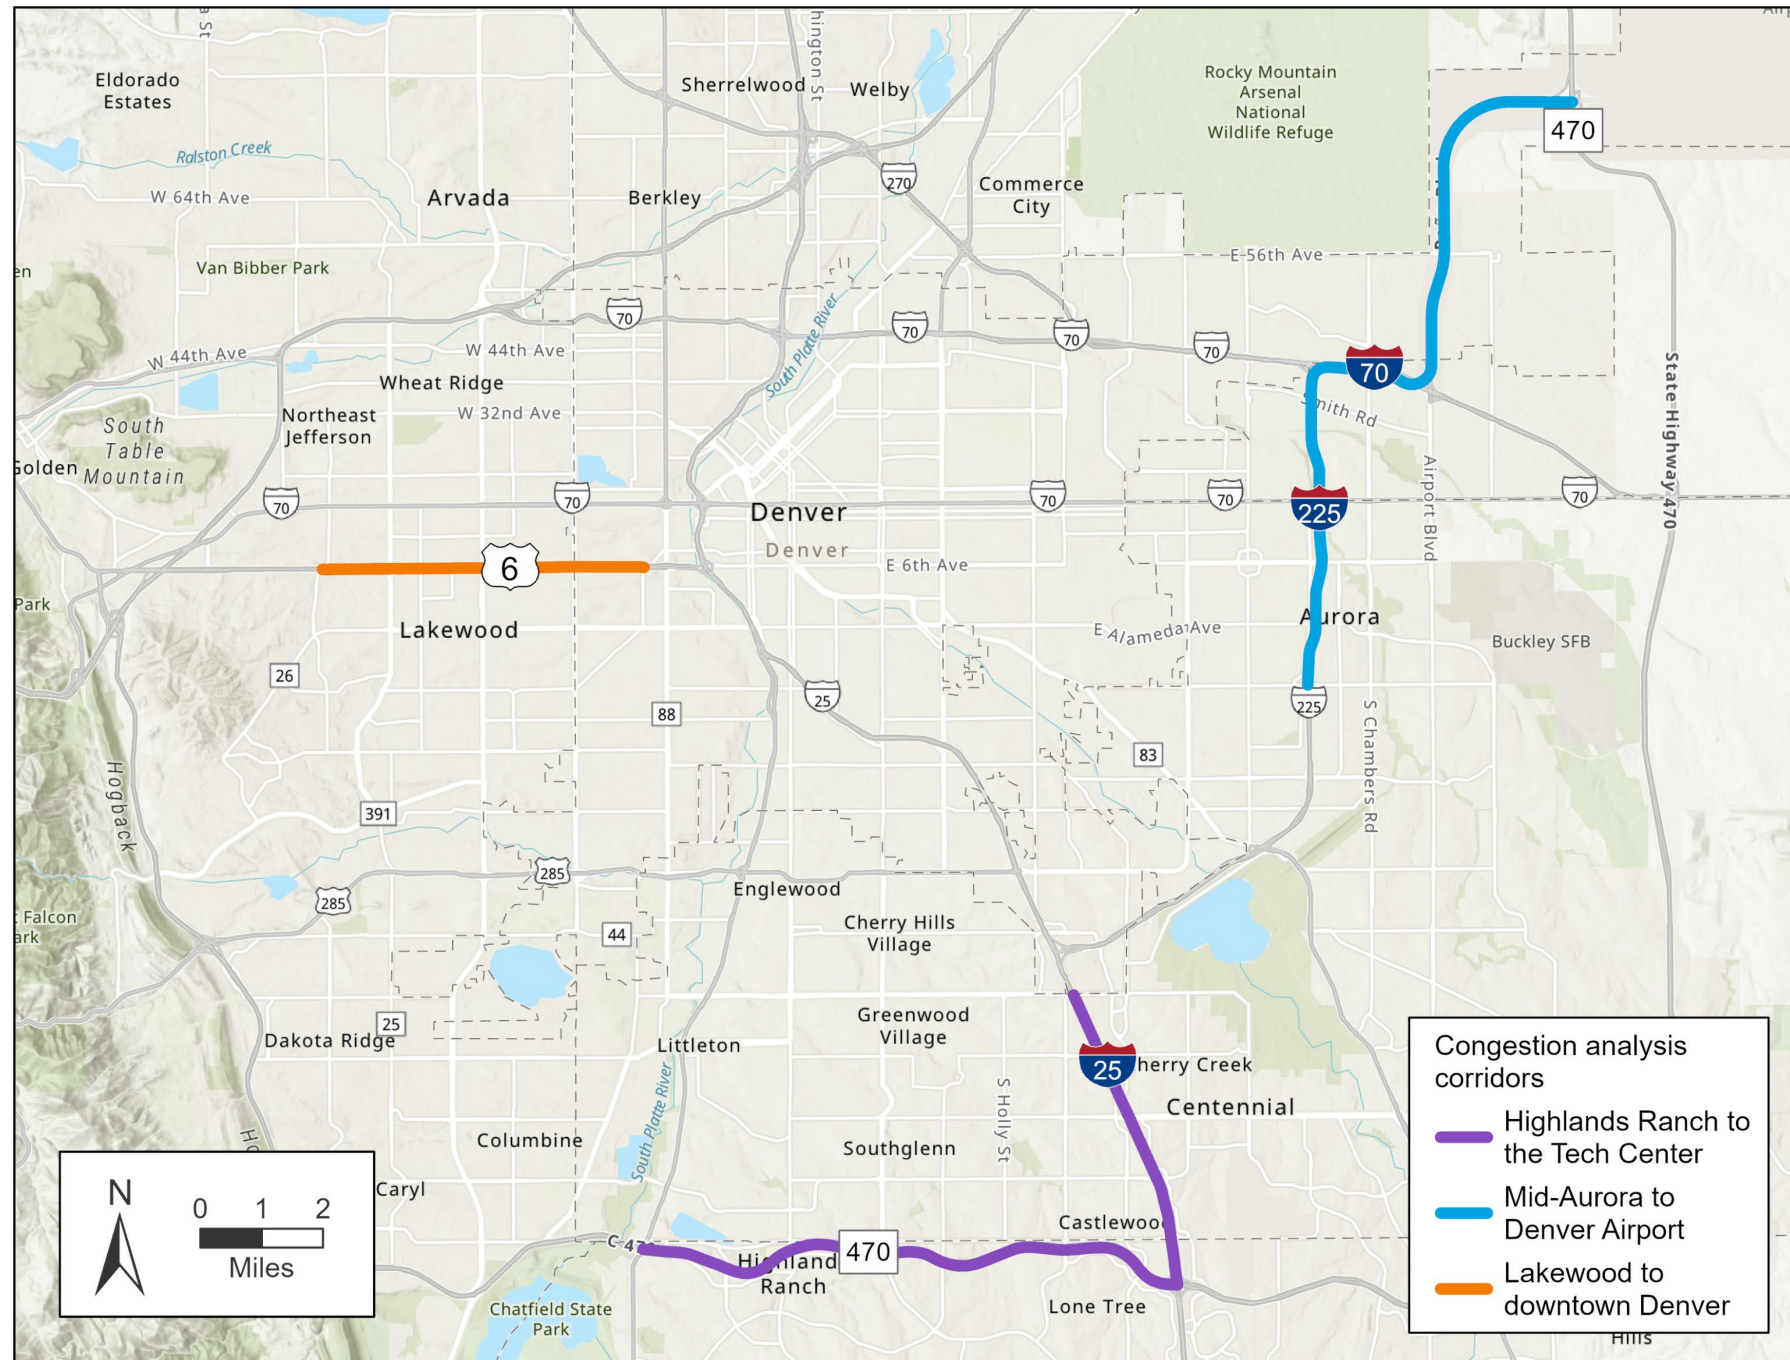 Eldorado
Estates
Ralston Creek
W 64th Ave
Arvada
Sherrelwood
Welby
Berkley
270
Commerce
City
Rocky Mountain
Arsenal
National
Wildlife Refuge
470
Van Bibber Park
E 56th Ave
70
70
70
70
70
South Platte River
W 44th Ave
W 44th Ave
Wheat Ridge
W 32nd Ave
Northeast
Jefferson
South
Table
Mountain
Golden
Smith Rd
State Highway 470
Airport Blvd
70
70
70
70
70
225
Denver
Denver
6
E 6th Ave
Lakewood
E Alameda Ave
Aurora
Buckley SFB
Park
26
88
25
225
83
S Chambers Rd
Hogback
391
285
285
Englewood
Cherry Hills
Village
44
Falcon
Dakota Ridge
25
Littleton
Greenwood
Village
25
herry Creek
S Holly St
Centennial
South Platte River
Columbine
Southglenn
Caryl
Castlewood
C 47
Highland
Ranch
470
Lone Tree
Chatfield State
Park
Hills
N
0 1 2
Miles
Congestion analysis
corridors
Highlands Ranch to
the Tech Center
Mid-Aurora to
Denver Airport
Lakewood to
downtown Denver